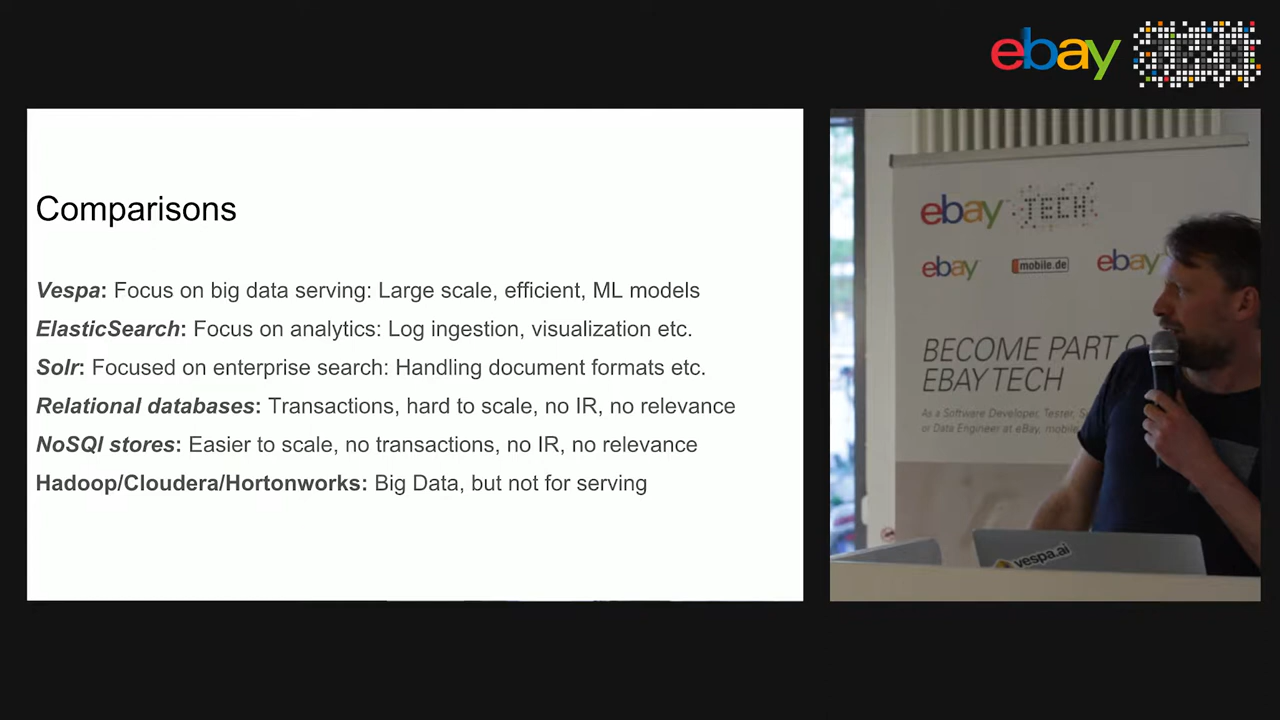 ebay
Comparisons
Vespa: Focus on big data serving: Large scale, efficient, ML models
ElasticSearch: Focus on analytics: Log ingestion, visualization etc.
Solr: Focused on enterprise search: Handling document formats etc.
Relational databases: Transactions, hard to scale, no IR, no relevance
NoSQl stores: Easier to scale, no transactions, no IR, no relevance
Hadoop/Cloudera/Hortonworks: Big Data, but not for serving
ebay TECH
ebay mobile.de ebay
BECOME PART O
EBAY TECH
As a Software Developer, Tester,
or Data Engineer at eBay, mobile
vespa.ai